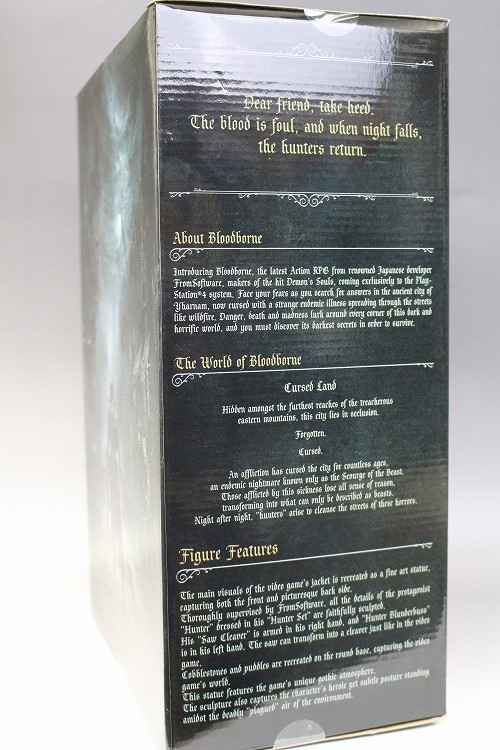 Dear friend, take heed.
The blood is foul, and when night falls,
the hunters return.
About Bloodborne
Introducing Bloodborne, the latest Action RPG from renowned Japanese developer
FromSoftware, makers of the hit Demon's Souls, coming exclusively to the Play-
Station®4 system. Face your fears as you search for answers in the ancient city of
Yharnam, now cursed with a strange endemic illness spreading through the streets
like wildfire. Danger, death and madness lurk around every corner of this dark and
horrific world, and you must discover its darkest secrets in order to survive.
The World of Bloodborne
Cursed Land
Hidden amongst the furthest reaches of the treacherous
eastern mountains, this city lies in seclusion.
Forgotten.
Cursed.
An affliction has cursed the city for countless ages,
an endemic nightmare known only as the Scourge of the Beast.
Those afflicted by this sickness lose all sense of reason,
transforming into what can only be described as beasts.
Night after night, "hunters" arise to cleanse the streets of these horrors.
Figure Features
The main visuals of the video game's jacket is recreated as a fine art statue,
capturing both the front and picturesque back side.
Thoroughly supervised by FromSoftware, all the details of the protagonist
"Hunter" dressed in his "Hunter Set" are faithfully sculpted.
His "Saw Cleaver" is armed in his right hand, and "Hunter Blunderbuss"
is in his left hand. The saw can transform into a cleaver just like in the video
game.
Cobblestones and puddles are recreated on the round base, capturing the video
game's world.
This statue features the game's unique gothic atmosphere.
The sculpture also captures the character's heroic yet subtle posture standing
amidst the deadly "plagued" air of the environment.